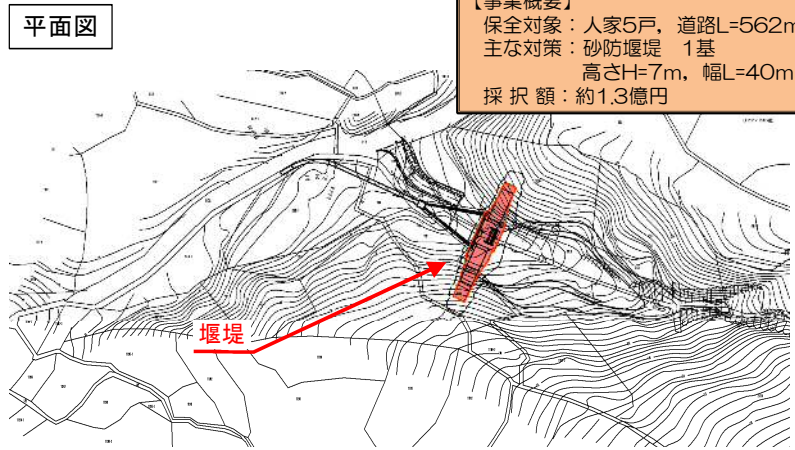 平面図
【事業概要】
保全対象：人家5戸，道路L=562m
主な対策：砂防堰堤　1基
高さH=7m，幅L=40m
採 択 額：約1.3億円
堰堤